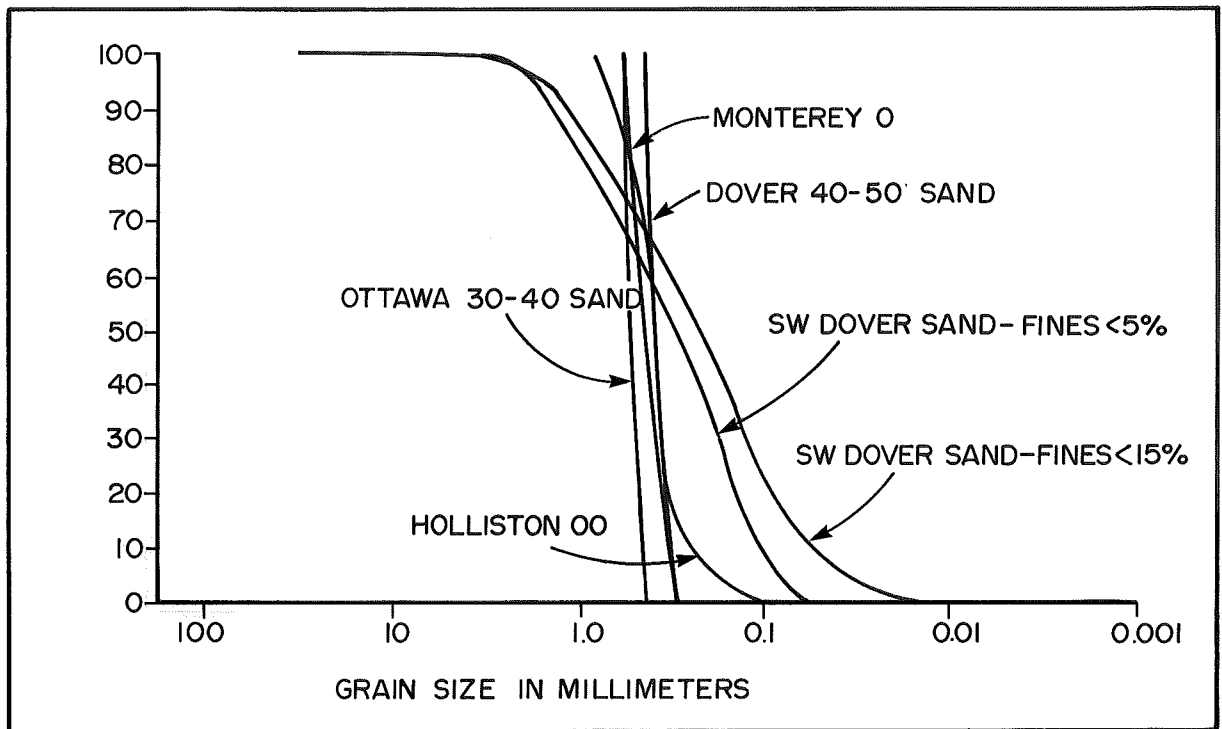 100
90
80
70
60
50
40
30
20
10
0
MONTEREY 0
DOVER 40-50 SAND
OTTAWA 30-40 SAND
SW DOVER SAND-FINES<5%
SW DOVER SAND-FINES<15%
HOLLISTON 00
100 10 1.0 0.1 0.01 0.001
GRAIN SIZE IN MILLIMETERS